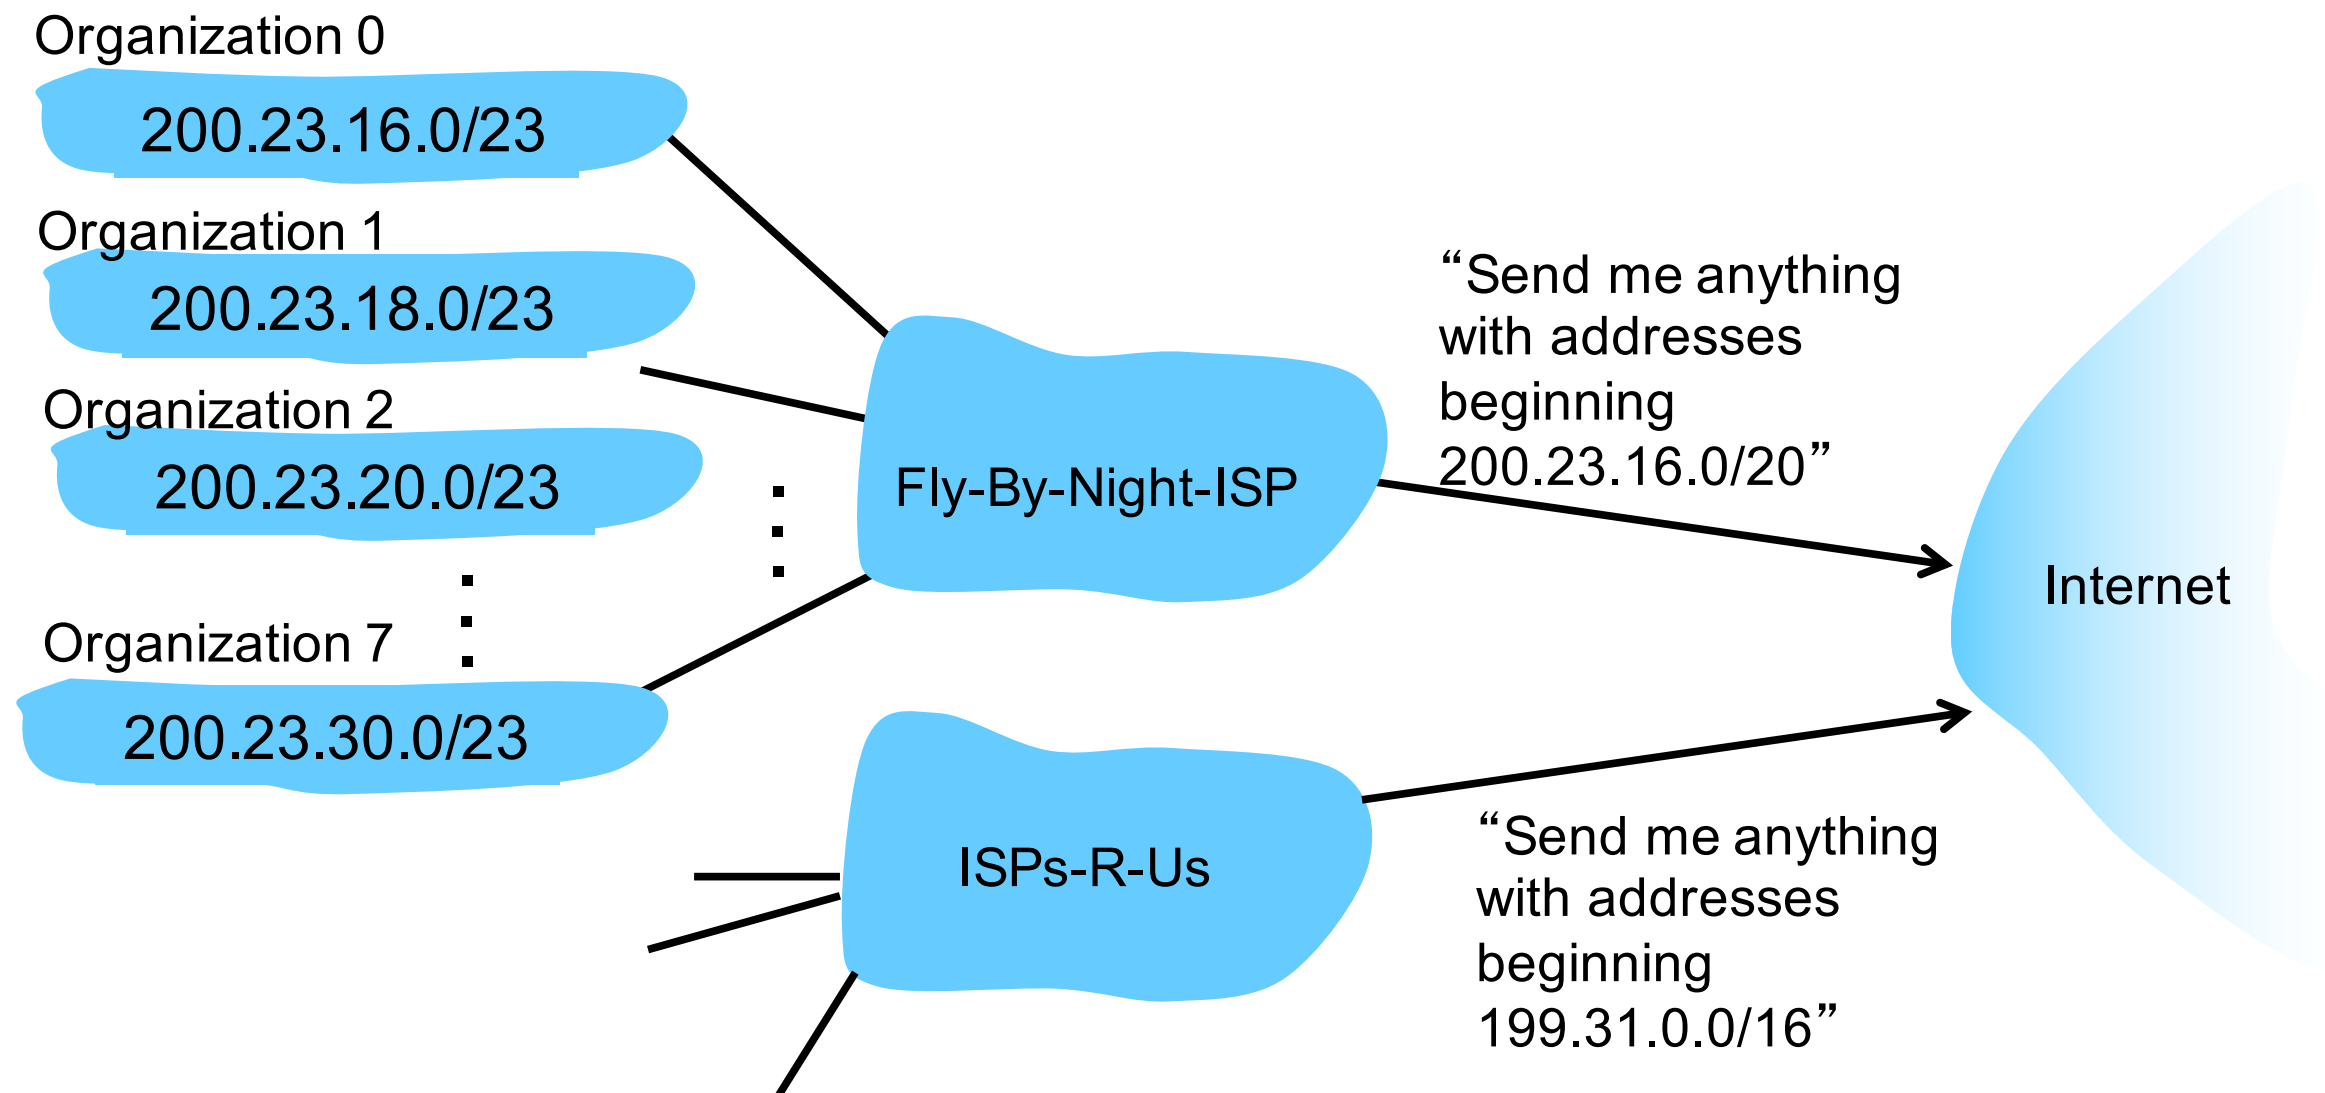 Organization 0
200.23.16.0/23
Organization 1
200.23.18.0/23
Organization 2
200.23.20.0/23
Organization 7
200.23.30.0/23
Fly-By-Night-ISP
“Send me anything
with addresses
beginning
200.23.16.0/20”
Internet
ISPs-R-Us
“Send me anything
with addresses
beginning
199.31.0.0/16”